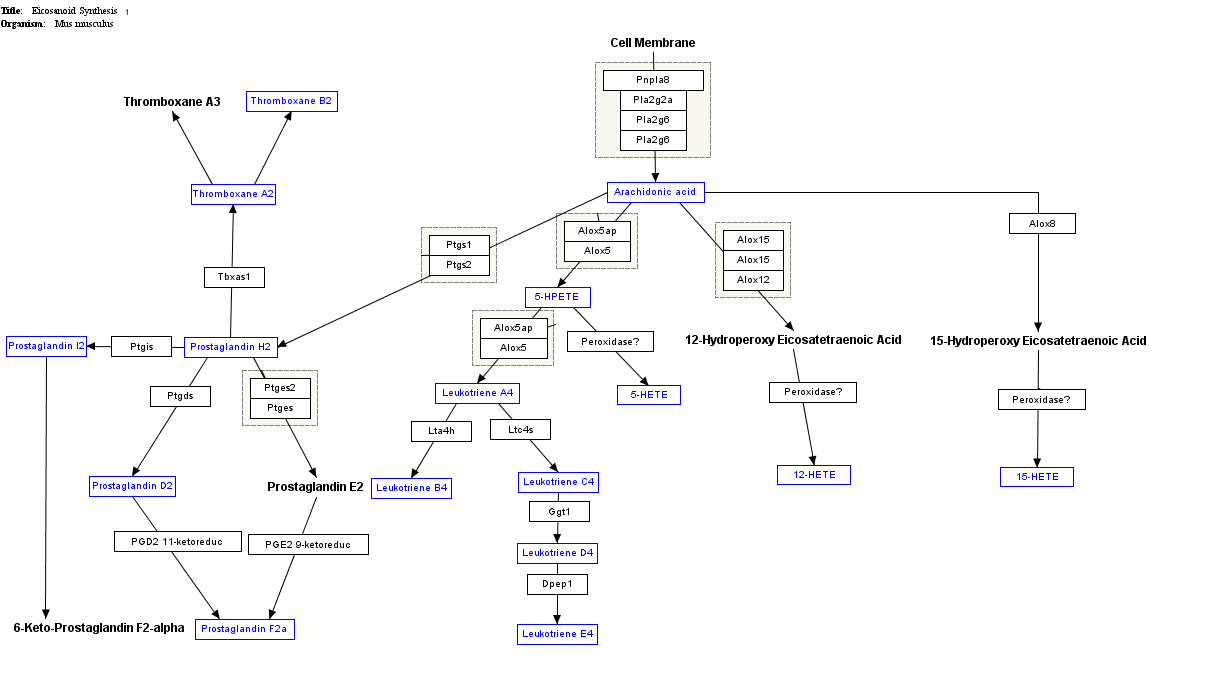 Title: Eicosanoid Synthesis 1
Organism: Mus musculus
Cell Membrane
Pnpla8
Pla2g2a
Pla2g6
Pla2g6
Thromboxane A3
Thromboxane B2
Thromboxane A2
Arachidonic acid
Ptgs1
Ptgs2
Alox5ap
Alox5
Alox15
Alox15
Alox12
Alox8
Tbxas1
5-HPETE
Prostaglandin I2
Ptgis
Prostaglandin H2
Alox5ap
Alox5
Peroxidase?
12-Hydroperoxy Eicosatetraenoic Acid
15-Hydroperoxy Eicosatetraenoic Acid
Ptgds
Ptges2
Ptges
Leukotriene A4
5-HETE
Peroxidase?
Peroxidase?
Lta4h
Ltc4s
Prostaglandin D2
Prostaglandin E2
Leukotriene B4
Leukotriene C4
12-HETE
15-HETE
Ggt1
PGD2 11-ketoreduc
PGE2 9-ketoreduc
Leukotriene D4
Dpep1
6-Keto-Prostaglandin F2-alpha
Prostaglandin F2a
Leukotriene E4